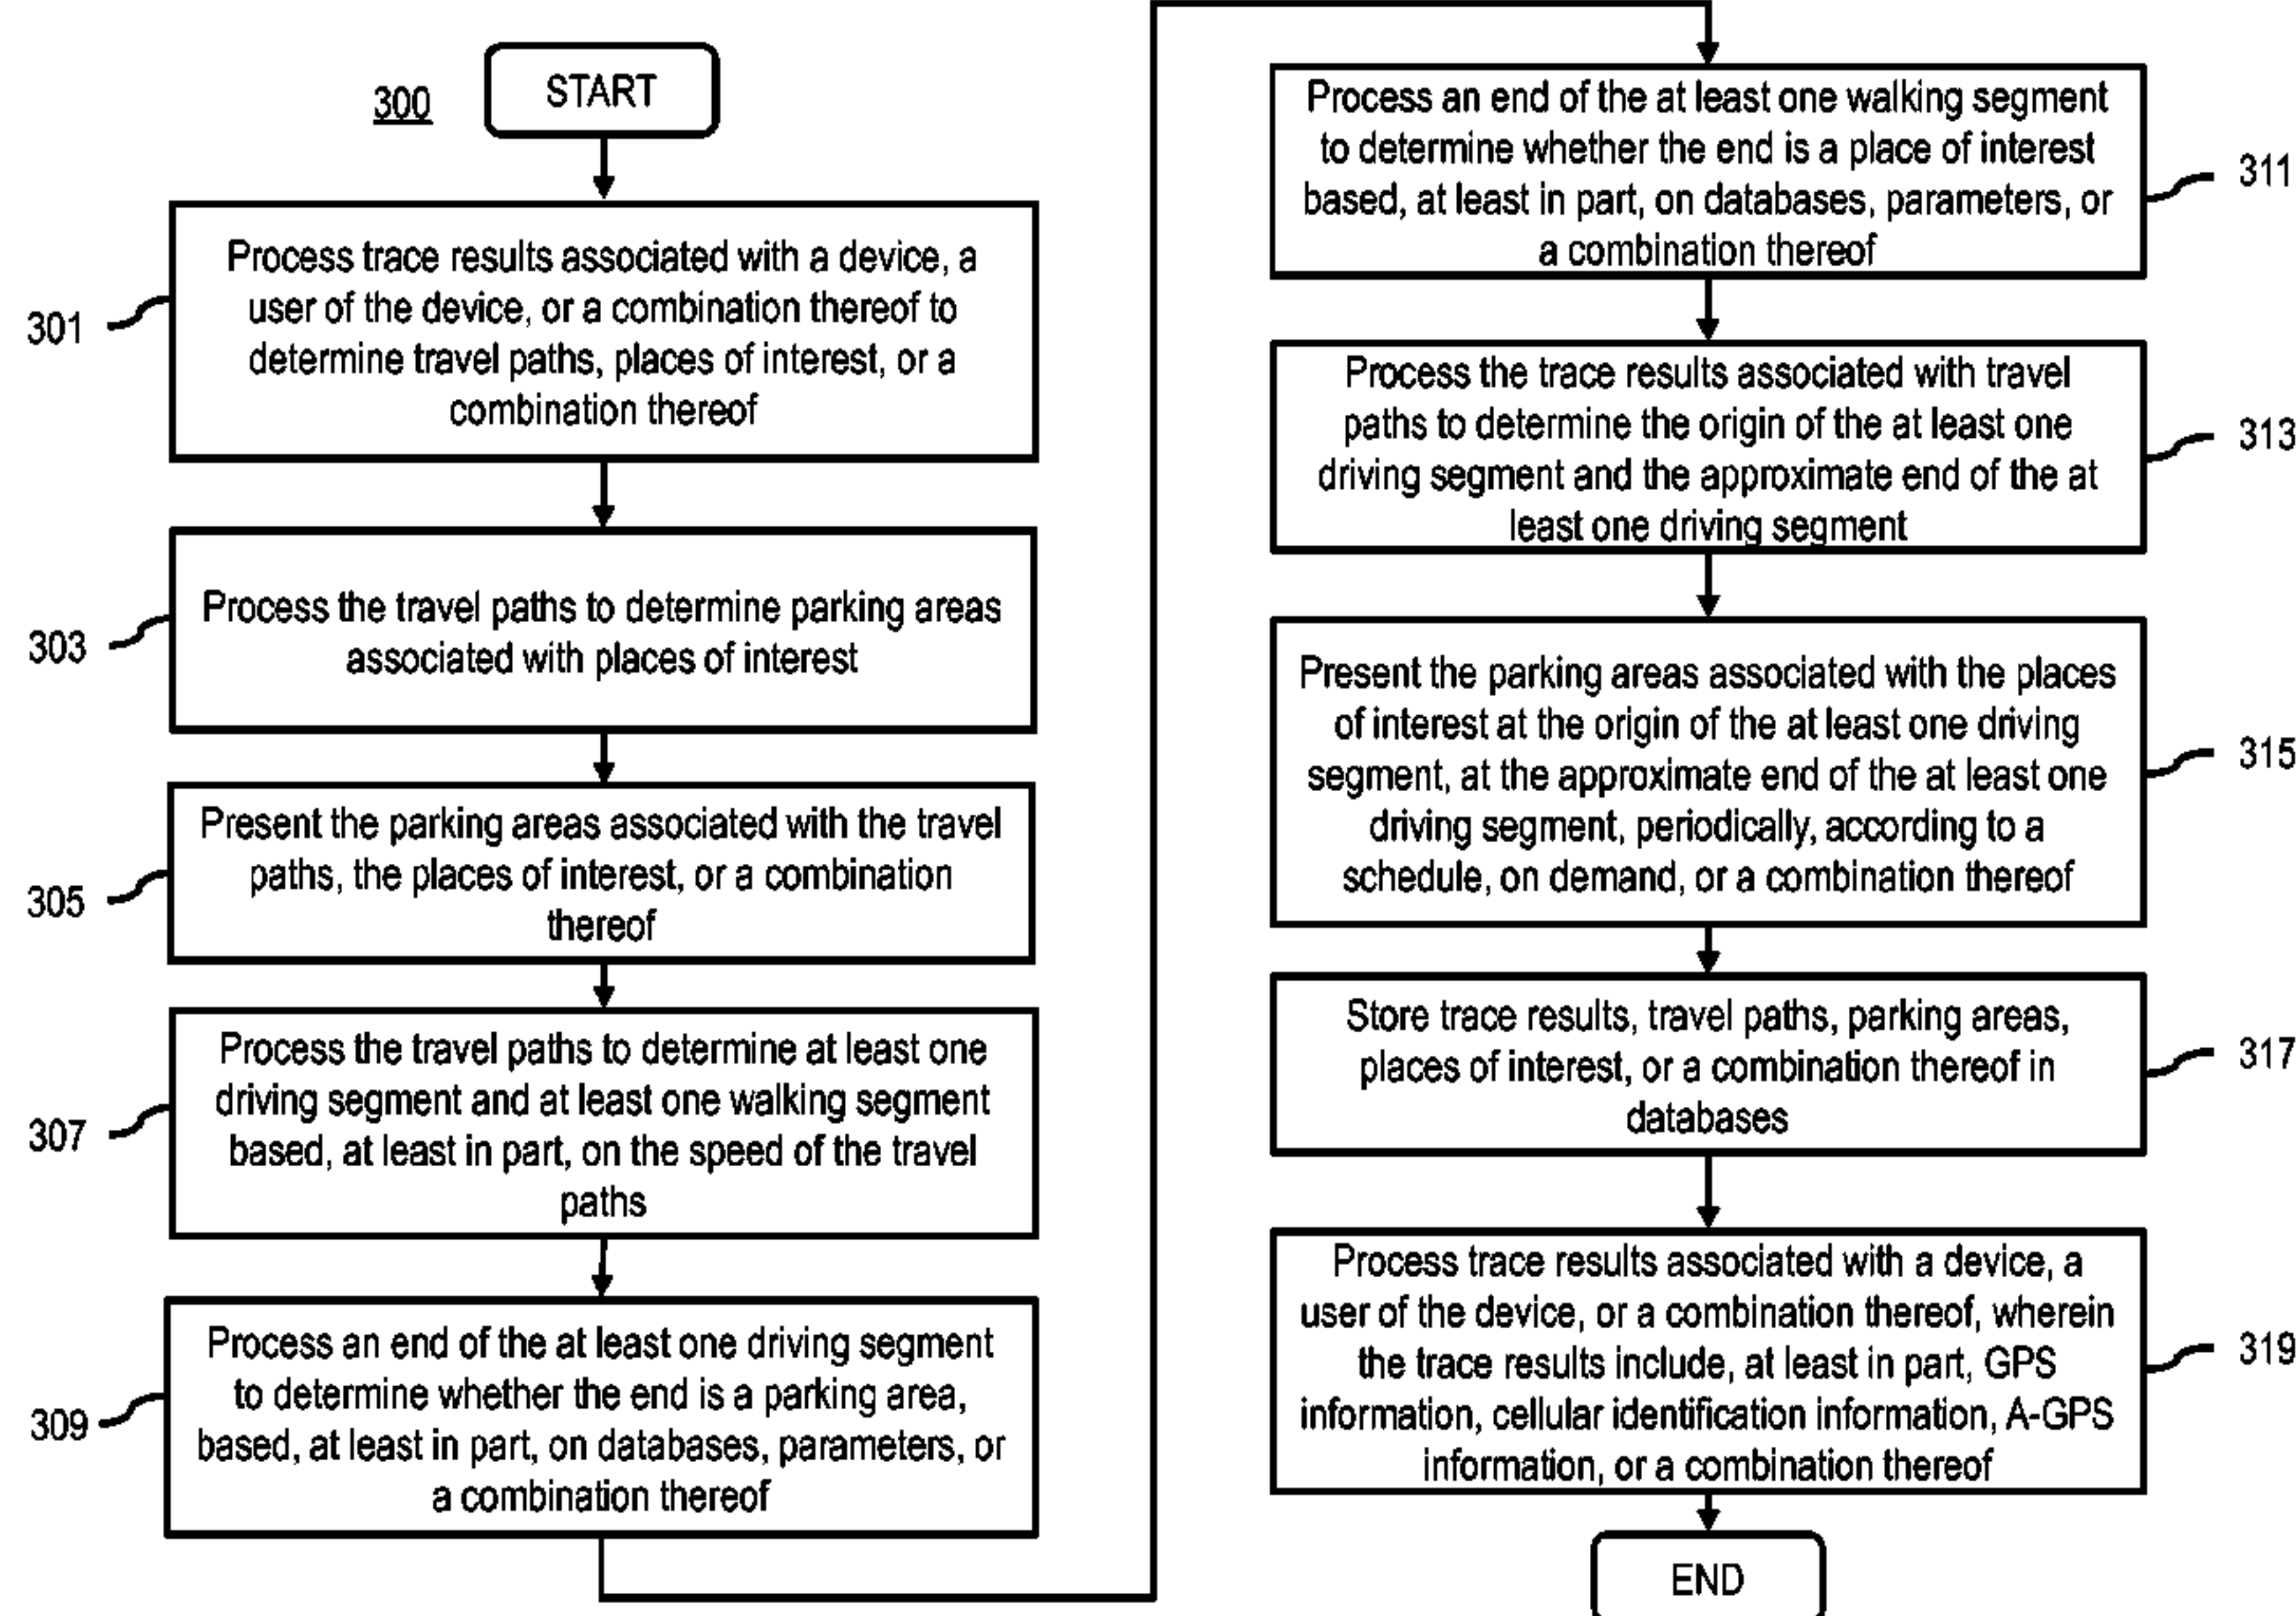 300
START
301
Process trace results associated with a device, a
user of the device, or a combination thereof to
determine travel paths, places of interest, or a
combination thereof
303
Process the travel paths to determine parking areas
associated with places of interest
305
Present the parking areas associated with the travel
paths, the places of interest, or a combination
thereof
307
Process the travel paths to determine at least one
driving segment and at least one walking segment
based, at least in part, on the speed of the travel
paths
309
Process an end of the at least one driving segment
to determine whether the end is a parking area,
based, at least in part, on databases, parameters, or
a combination thereof
Process an end of the at least one walking segment
to determine whether the end is a place of interest
based, at least in part, on databases, parameters, or
a combination thereof
311
Process the trace results associated with travel
paths to determine the origin of the at least one
driving segment and the approximate end of the at
least one driving segment
313
Present the parking areas associated with the places
of interest at the origin of the at least one driving
segment, at the approximate end of the at least one
driving segment, periodically, according to a
schedule, on demand, or a combination thereof
315
Store trace results, travel paths, parking areas,
places of interest, or a combination thereof in
databases
317
Process trace results associated with a device, a
user of the device, or a combination thereof, wherein
the trace results include, at least in part, GPS
information, cellular identification information, A-GPS
information, or a combination thereof
319
END